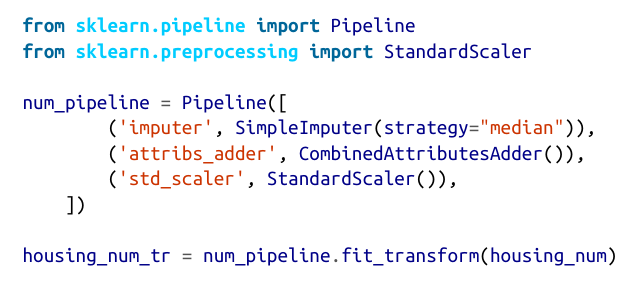 from sklearn.pipeline import Pipeline
from sklearn.preprocessing import StandardScaler
num_pipeline = Pipeline([
        ('imputer', SimpleImputer(strategy="median")),
        ('attribs_adder', CombinedAttributesAdder()),
        ('std_scaler', StandardScaler()),
    ])
housing_num_tr = num_pipeline.fit_transform(housing_num)